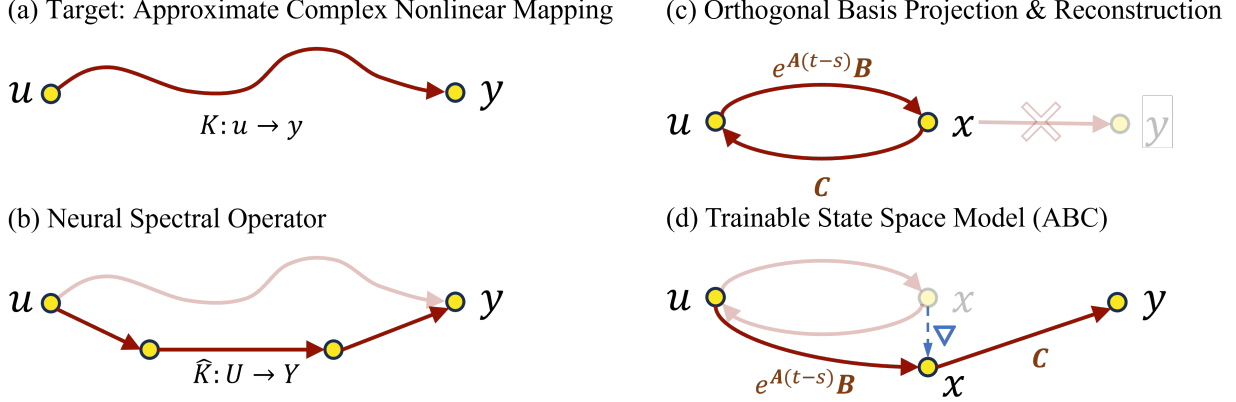 (a) Target: Approximate Complex Nonlinear Mapping
u
y
K: u → y
(b) Neural Spectral Operator
u
y
K̂: U → Y
(c) Orthogonal Basis Projection & Reconstruction
e^{A(t−s)}B
u
x
y
C
(d) Trainable State Space Model (ABC)
u
x
y
∇
e^{A(t−s)}B
x
C